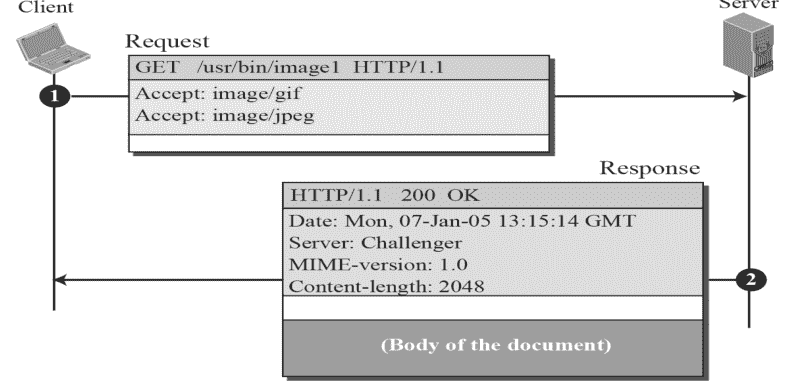 Client
Server
Request
GET /usr/bin/image1 HTTP/1.1
1
Accept: image/gif
Accept: image/jpeg
Response
HTTP/1.1 200 OK
Date: Mon, 07-Jan-05 13:15:14 GMT
Server: Challenger
MIME-version: 1.0
2
Content-length: 2048
(Body of the document)